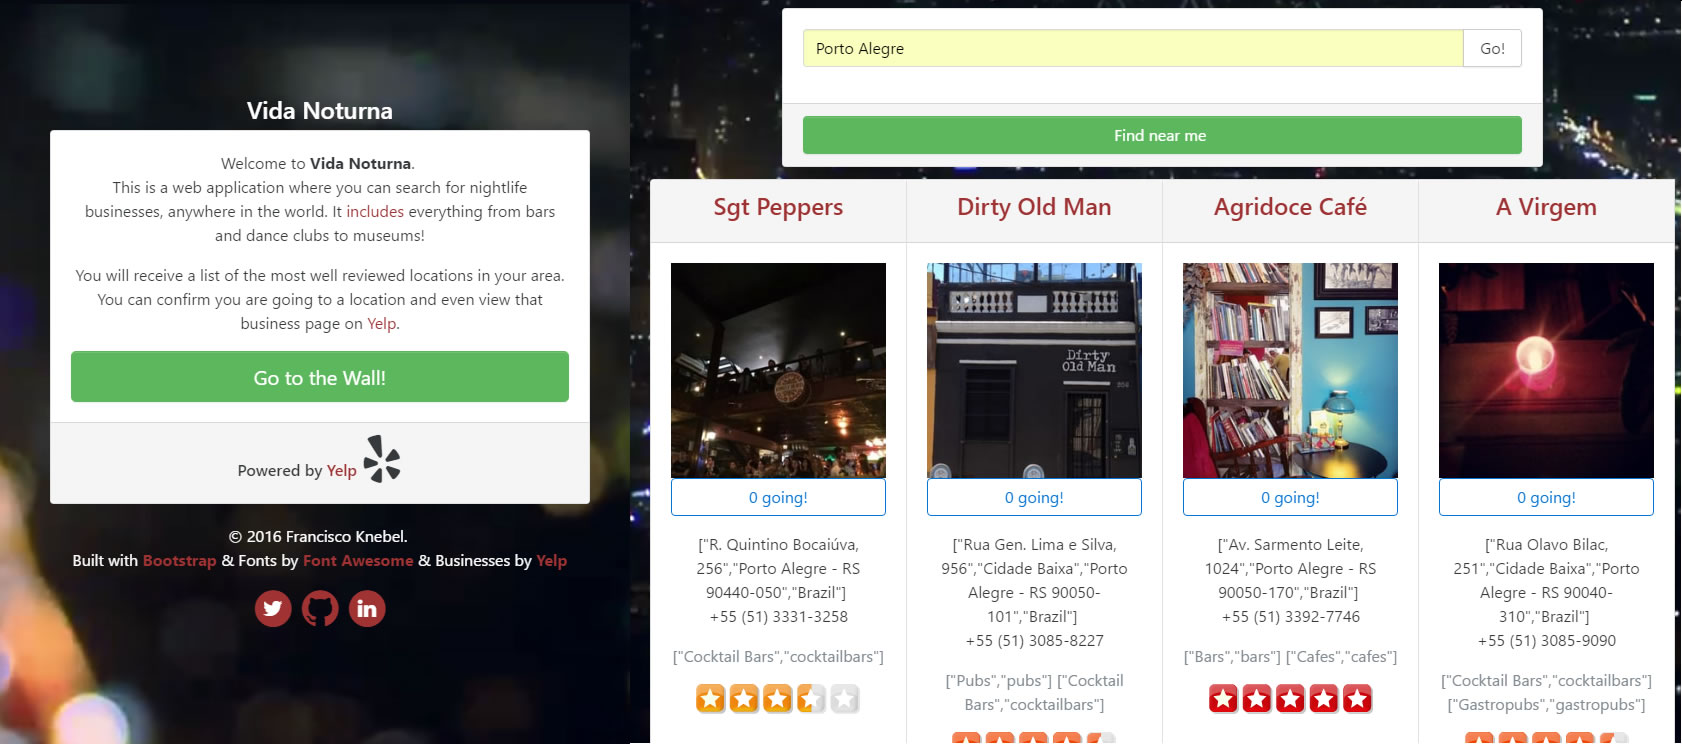 Vida Noturna
Welcome to Vida Noturna.
This is a web application where you can search for nightlife
businesses, anywhere in the world. It includes everything from bars
and dance clubs to museums!
You will receive a list of the most well reviewed locations in your area.
You can confirm you are going to a location and even view that
business page on Yelp.
Go to the Wall!
Powered by Yelp
© 2016 Francisco Knebel.
Built with Bootstrap & Fonts by Font Awesome & Businesses by Yelp
in
Porto Alegre
Go!
Find near me
Sgt Peppers
0 going!
["R. Quintino Bocaiúva,
256","Porto Alegre - RS
90440-050","Brazil"]
+55 (51) 3331-3258
["Cocktail Bars","cocktailbars"]
Dirty Old Man
Dirty
Old Man
956
0 going!
["Rua Gen. Lima e Silva,
956","Cidade Baixa","Porto
Alegre - RS 90050-
101","Brazil"]
+55 (51) 3085-8227
["Pubs","pubs"] ["Cocktail
Bars","cocktailbars"]
Agridoce Café
0 going!
["Av. Sarmento Leite,
1024","Porto Alegre - RS
90050-170","Brazil"]
+55 (51) 3392-7746
["Bars","bars"] ["Cafes","cafes"]
A Virgem
0 going!
["Rua Olavo Bilac,
251","Cidade Baixa","Porto
Alegre - RS 90040-
310","Brazil"]
+55 (51) 3085-9090
["Cocktail Bars","cocktailbars"]
["Gastropubs","gastropubs"]